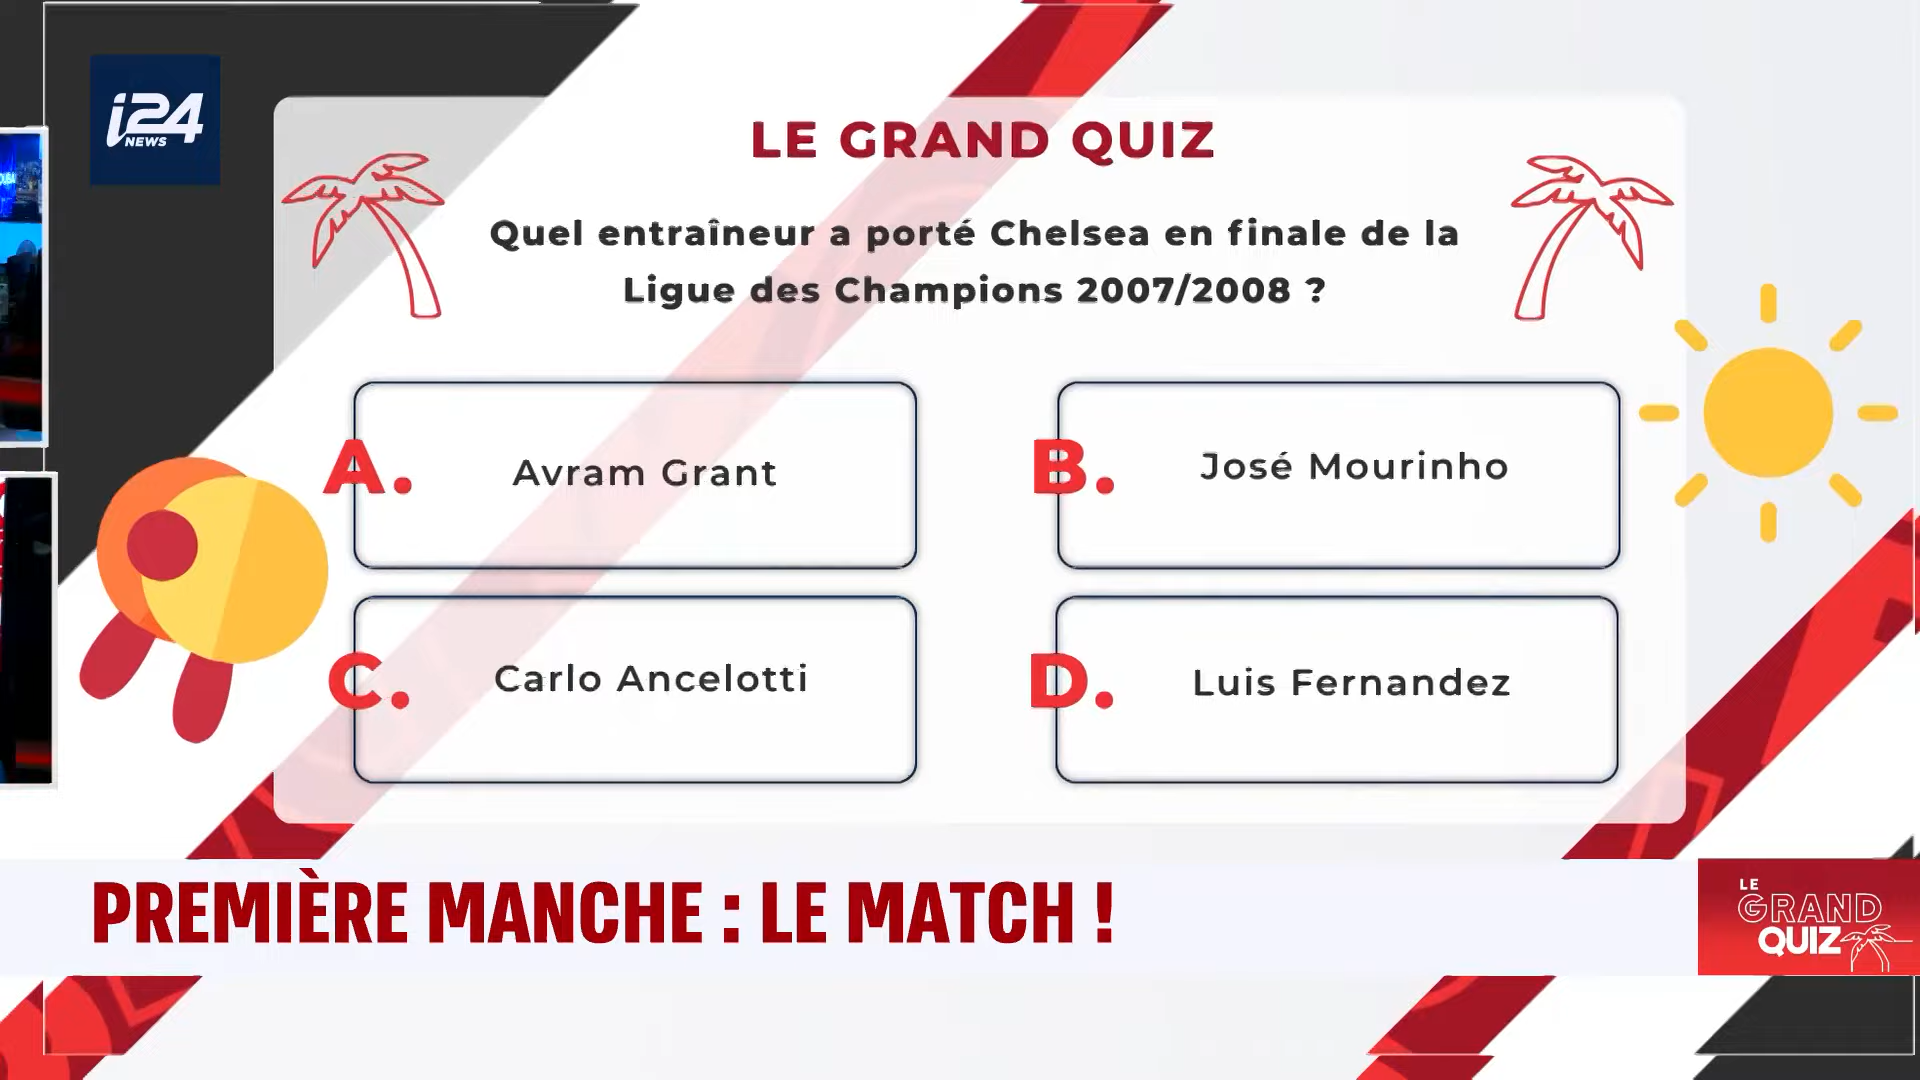 i24
NEWS
LE GRAND QUIZ
Quel entraîneur a porté Chelsea en finale de la
Ligue des Champions 2007/2008 ?
A. Avram Grant
B. José Mourinho
C. Carlo Ancelotti
D. Luis Fernandez
PREMIÈRE MANCHE : LE MATCH !
LE
GRAND
QUIZ